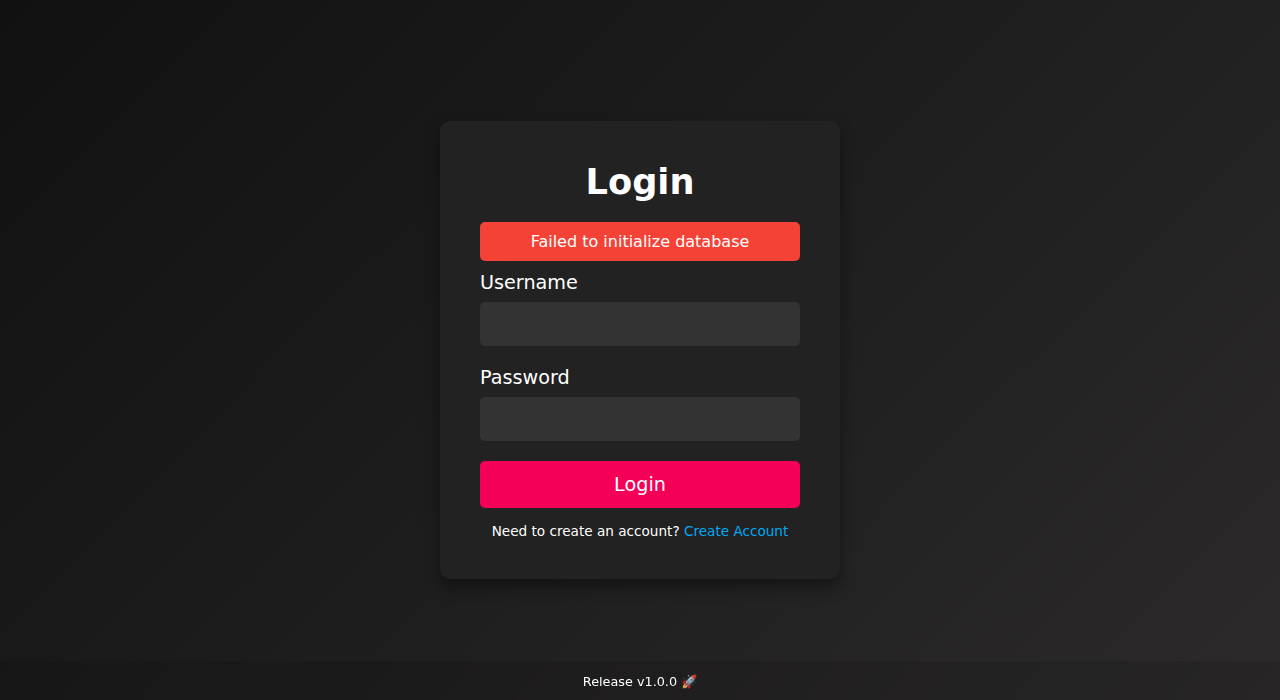 Login
Failed to initialize database
Username
Password
Login
Need to create an account? Create Account
Release v1.0.0 🚀